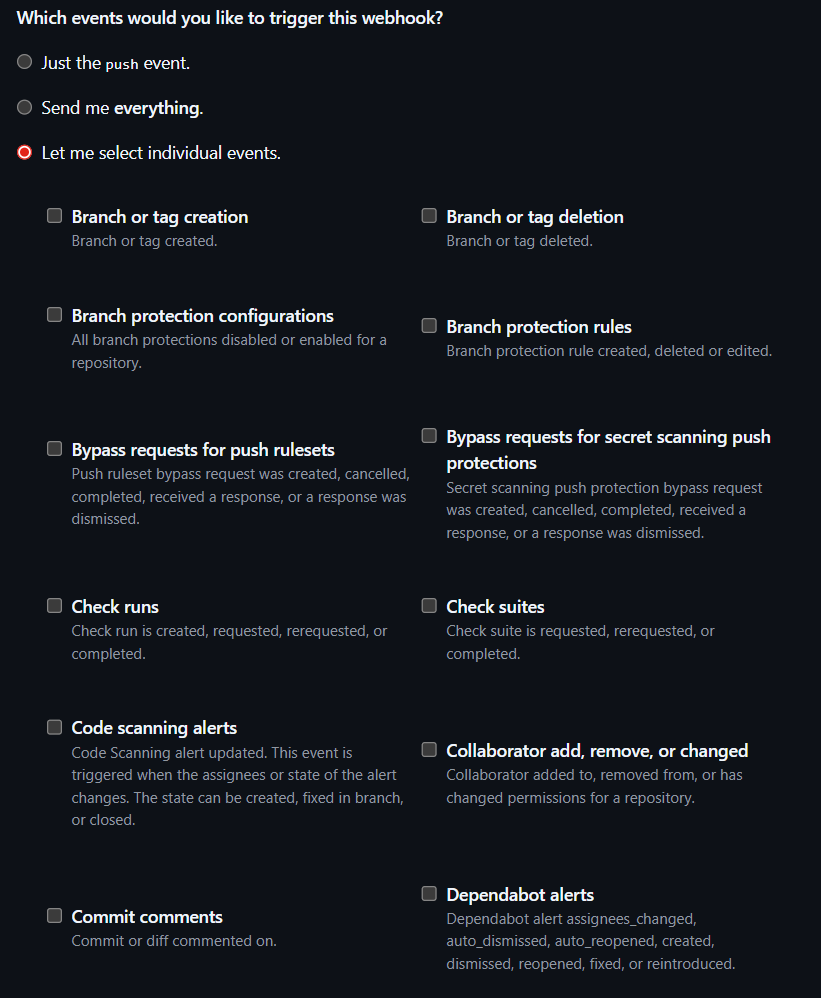 Which events would you like to trigger this webhook?
Just the push event.
Send me everything.
Let me select individual events.
Branch or tag creation
Branch or tag created.
Branch or tag deletion
Branch or tag deleted.
Branch protection configurations
All branch protections disabled or enabled for a
repository.
Branch protection rules
Branch protection rule created, deleted or edited.
Bypass requests for push rulesets
Push ruleset bypass request was created, cancelled,
completed, received a response, or a response was
dismissed.
Bypass requests for secret scanning push
protections
Secret scanning push protection bypass request
was created, cancelled, completed, received a
response, or a response was dismissed.
Check runs
Check run is created, requested, rerequested, or
completed.
Check suites
Check suite is requested, rerequested, or
completed.
Code scanning alerts
Code Scanning alert updated. This event is
triggered when the assignees or state of the alert
changes. The state can be created, fixed in branch,
or closed.
Collaborator add, remove, or changed
Collaborator added to, removed from, or has
changed permissions for a repository.
Commit comments
Commit or diff commented on.
Dependabot alerts
Dependabot alert assignees_changed,
auto_dismissed, auto_reopened, created,
dismissed, reopened, fixed, or reintroduced.